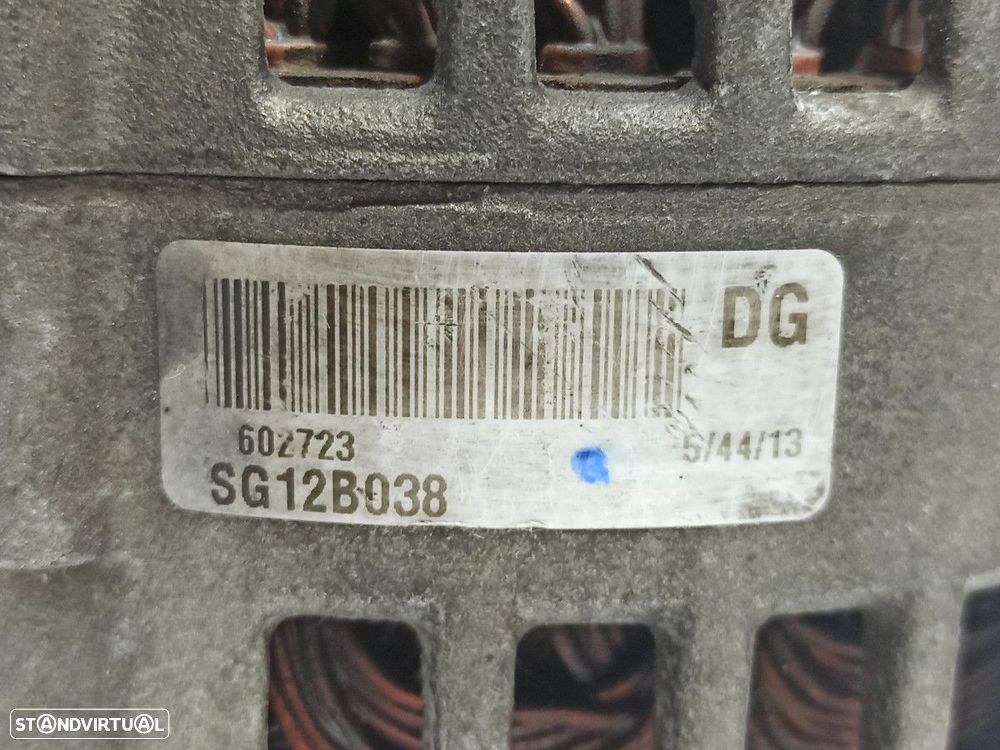 DG
602723
5/44/13
SG12B038
STANDVIRTUAL